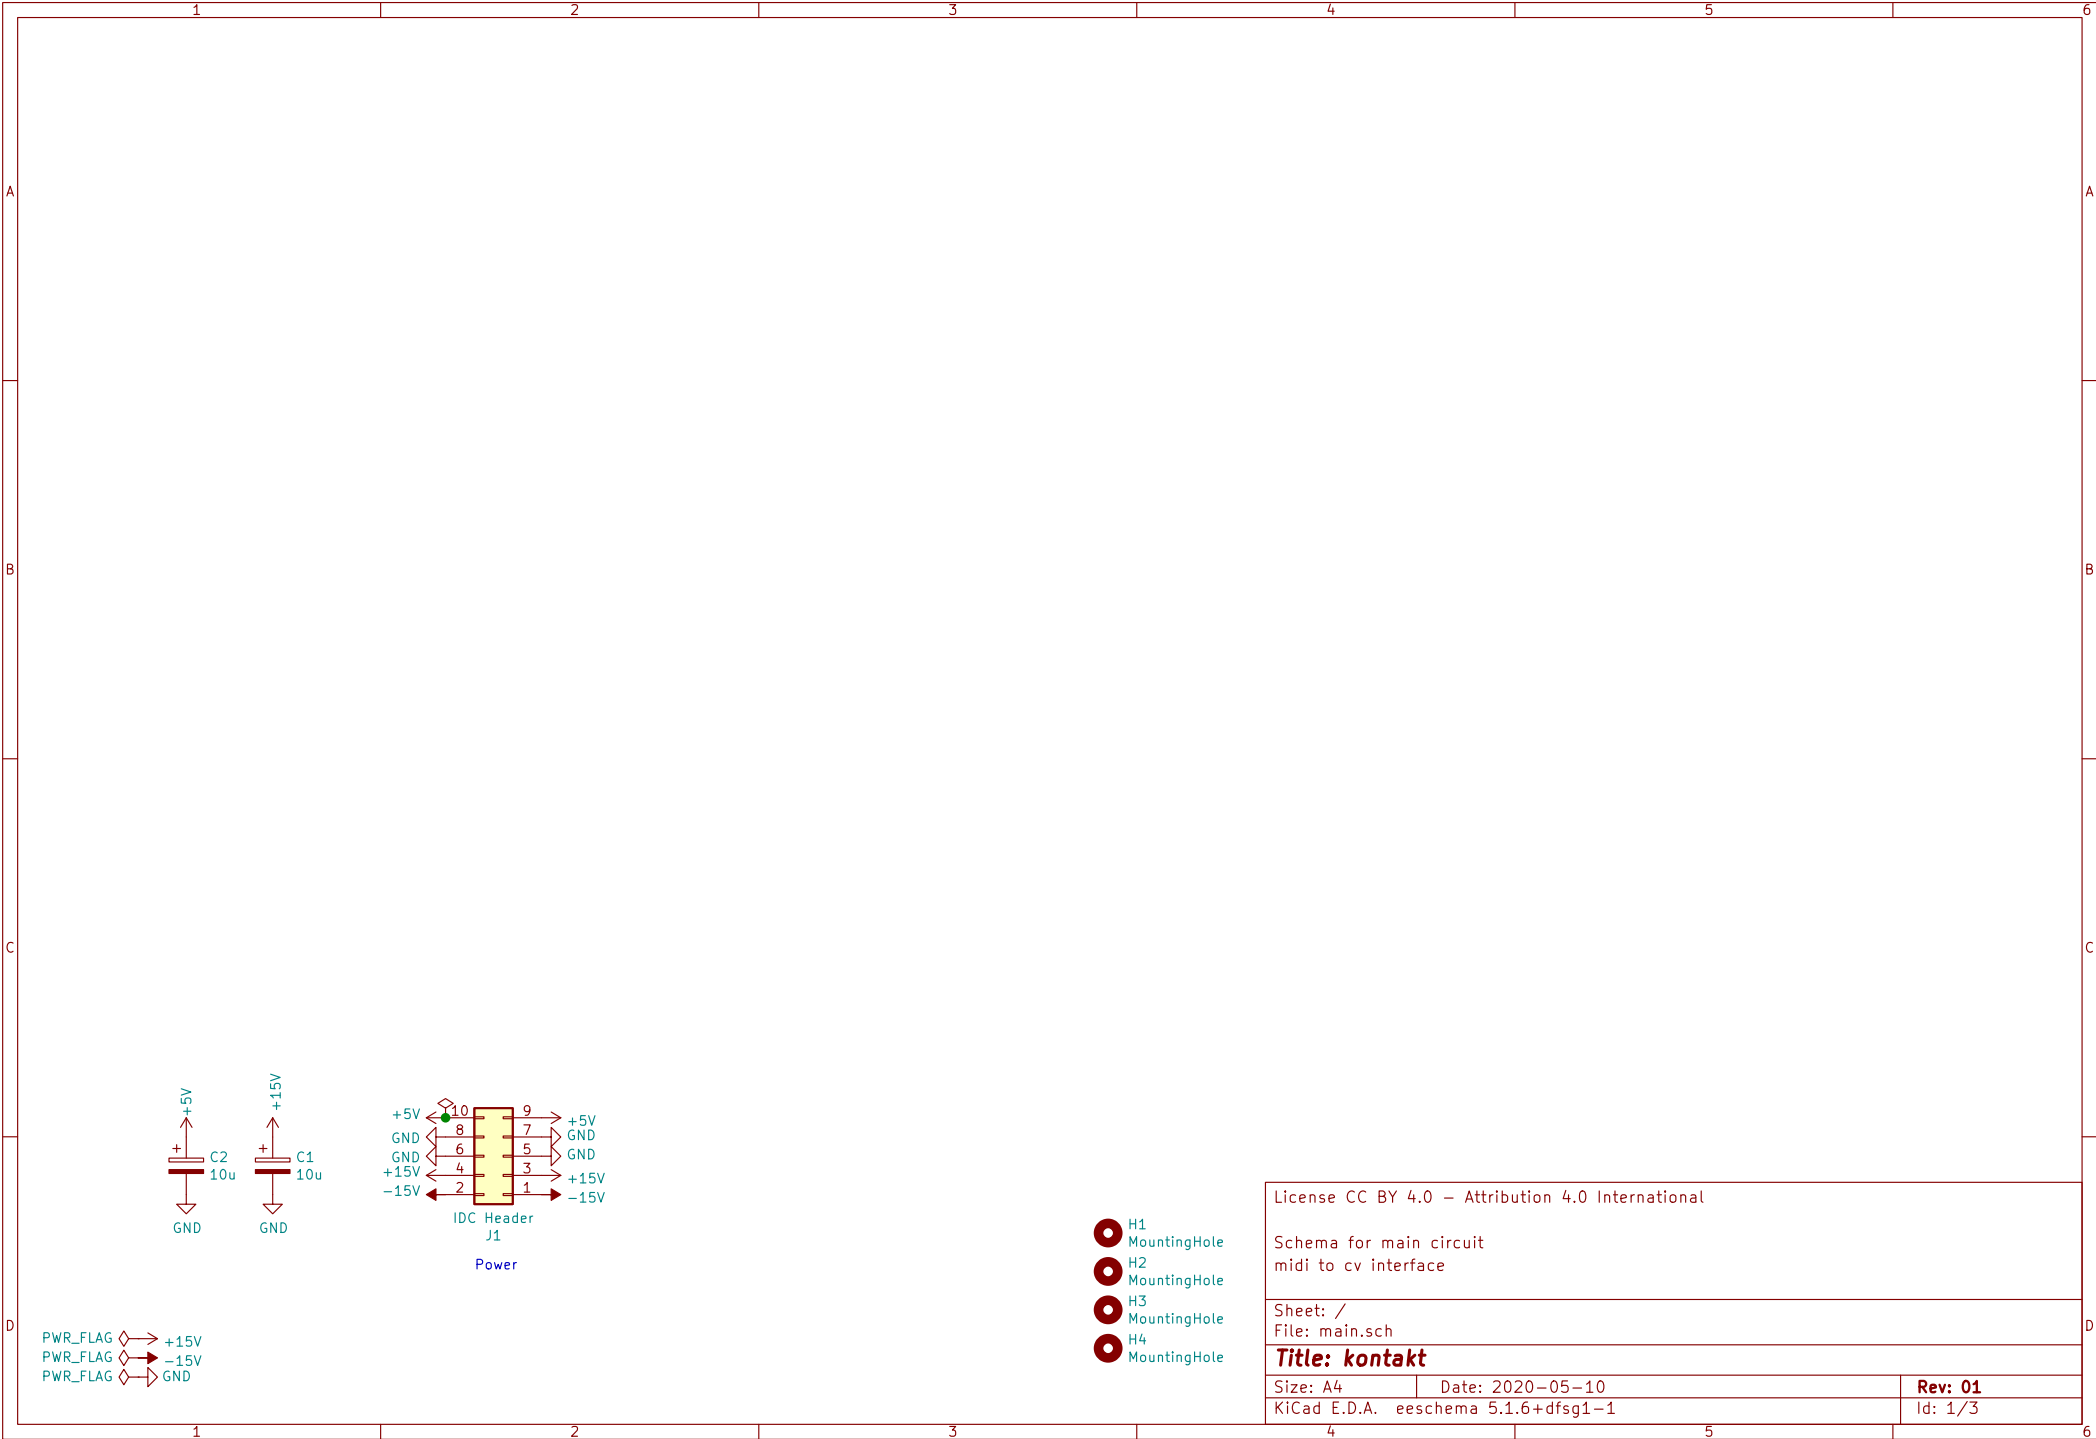 1 2 3 4 5 6
A A
B B
C C
+5V
+15V
+
C2
10u
GND
+
C1
10u
GND
+5V 10 9 +5V
GND 8 7 GND
GND 6 5 GND
+15V 4 3 +15V
-15V 2 1 -15V
IDC Header
J1
Power
H1
MountingHole
H2
MountingHole
H3
MountingHole
H4
MountingHole
D D
PWR_FLAG +15V
PWR_FLAG -15V
PWR_FLAG GND
License CC BY 4.0 - Attribution 4.0 International
Schema for main circuit
midi to cv interface
Sheet: /
File: main.sch
Title: kontakt
Size: A4 Date: 2020-05-10 Rev: 01
KiCad E.D.A. eeschema 5.1.6+dfsg1-1 Id: 1/3
1 2 3 4 5 6